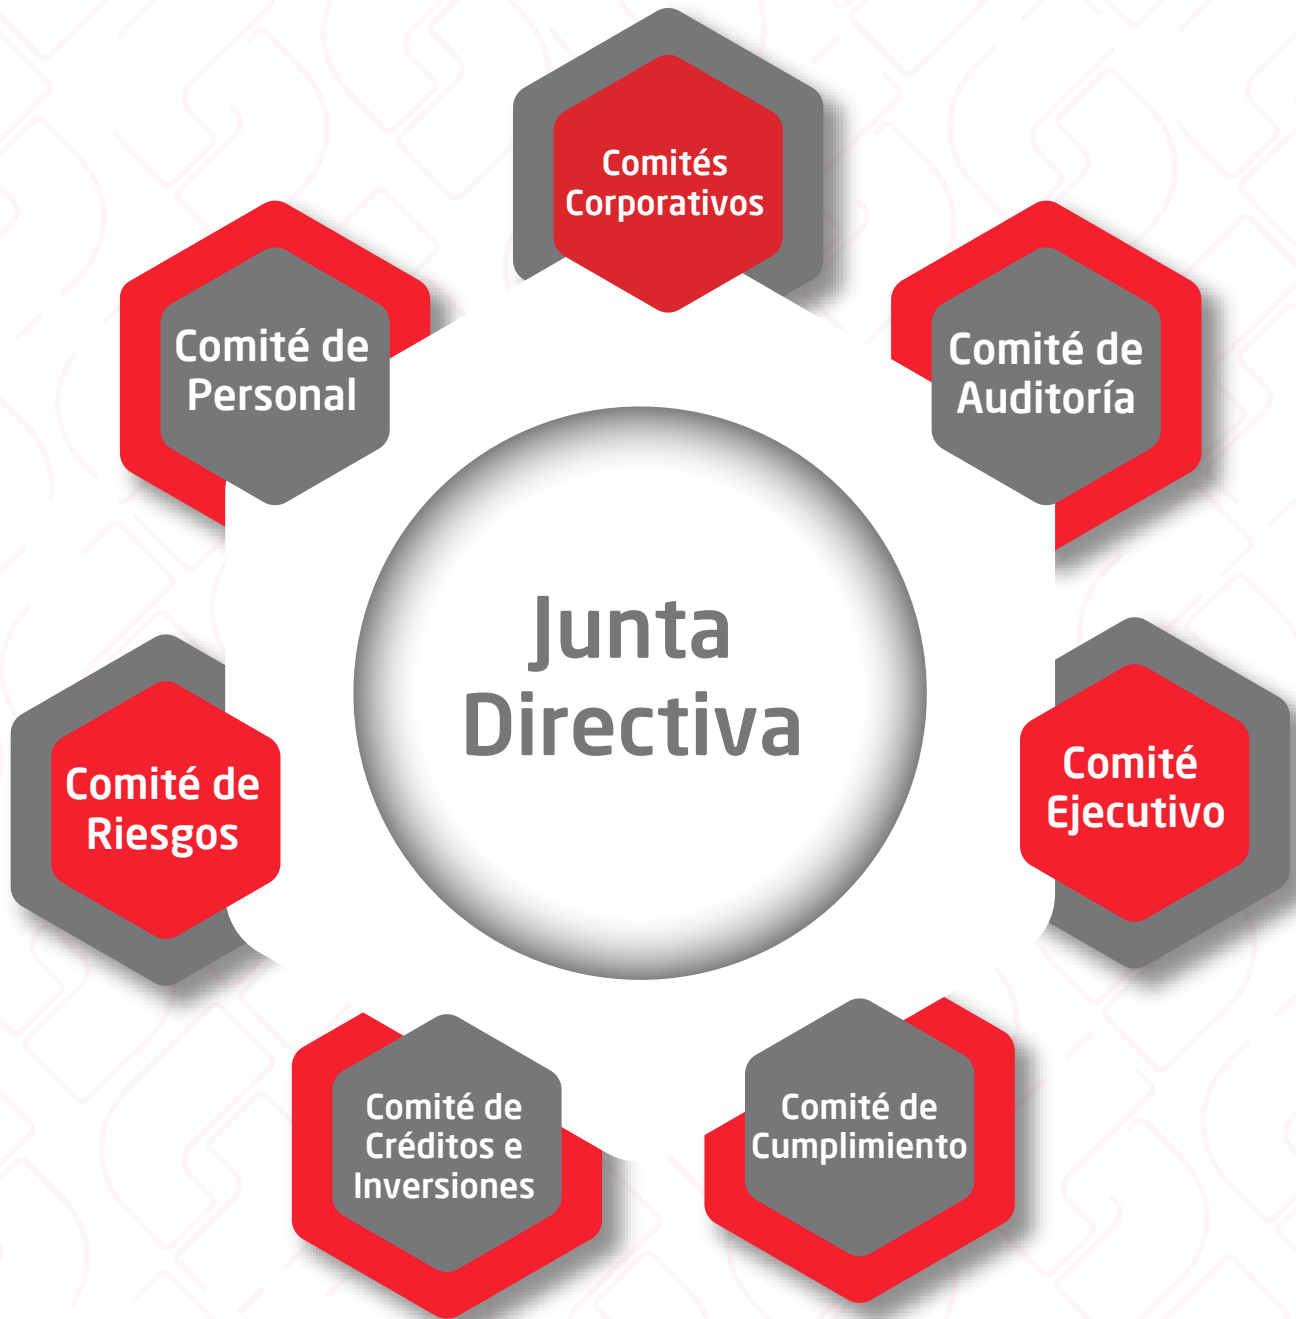 Comités
Corporativos
Comité de
Personal
Comité de
Auditoría
Junta
Directiva
Comité de
Riesgos
Comité
Ejecutivo
Comité de
Créditos e
Inversiones
Comité de
Cumplimiento